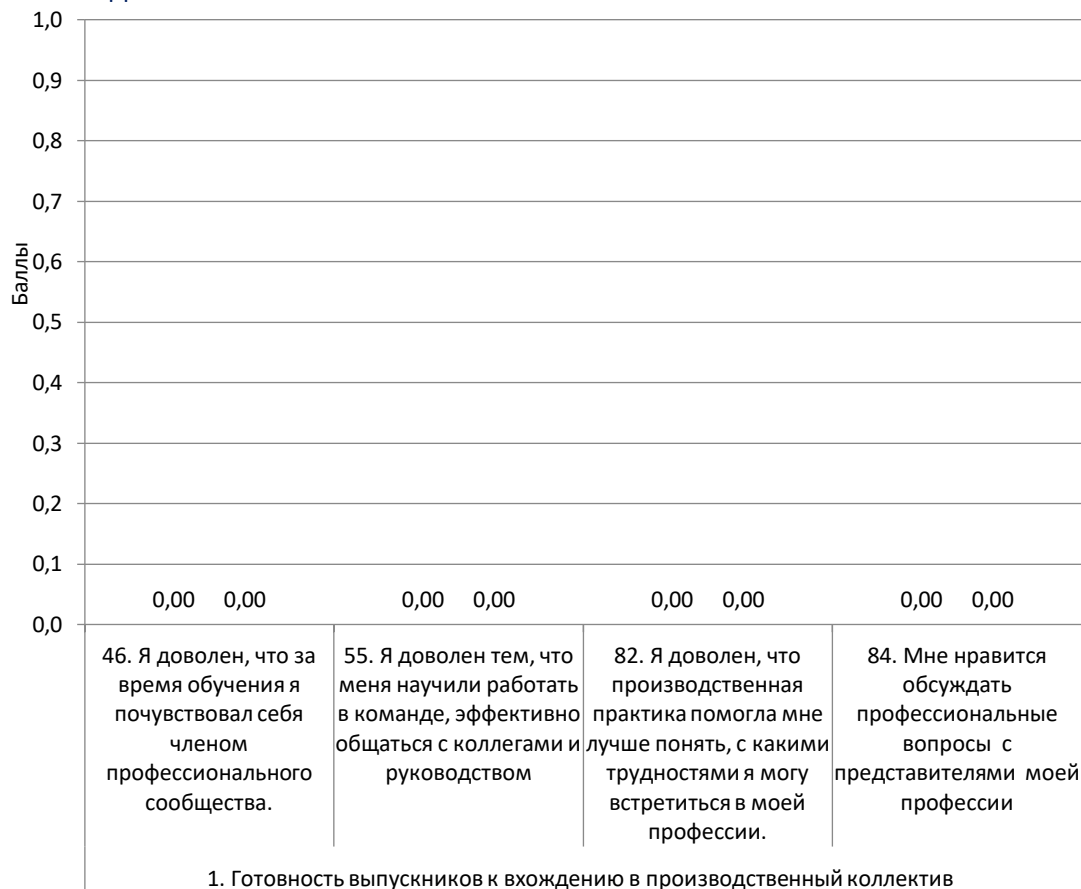 1,0
0,9
0,8
0,7
0,6
0,5
0,4
0,3
0,2
0,1
0,0
Баллы
0,00 0,00 0,00 0,00 0,00 0,00 0,00 0,00
46. Я доволен, что за
время обучения я
почувствовал себя
членом
профессионального
сообщества.
55. Я доволен тем, что
меня научили работать
в команде, эффективно
общаться с коллегами и
руководством
82. Я доволен, что
производственная
практика помогла мне
лучше понять, с какими
трудностями я могу
встретиться в моей
профессии.
84. Мне нравится
обсуждать
профессиональные
вопросы с
представителями моей
профессии
1. Готовность выпускников к вхождению в производственный коллектив